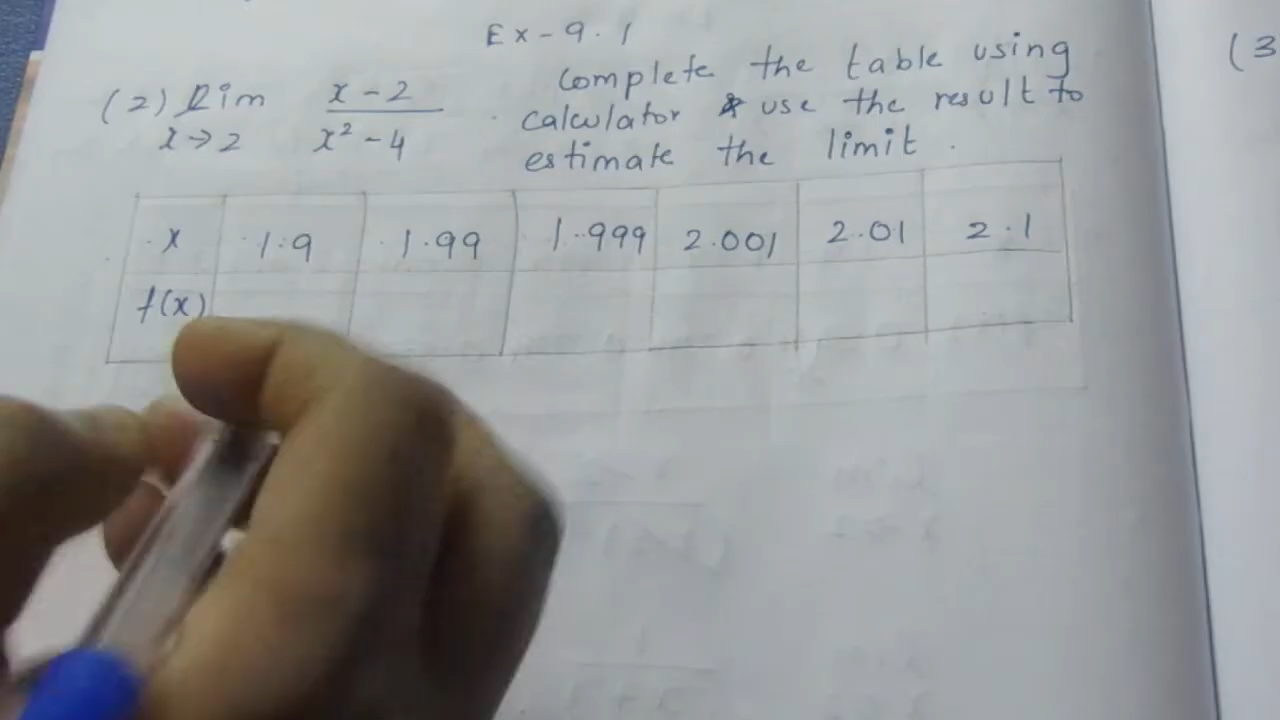 Ex - 9.1
(2) lim x→2 x - 2 / x² - 4 . Complete the table using
calculator & use the result to
estimate the limit .
x 1.9 1.99 1.999 2.001 2.01 2.1
f(x)
(3